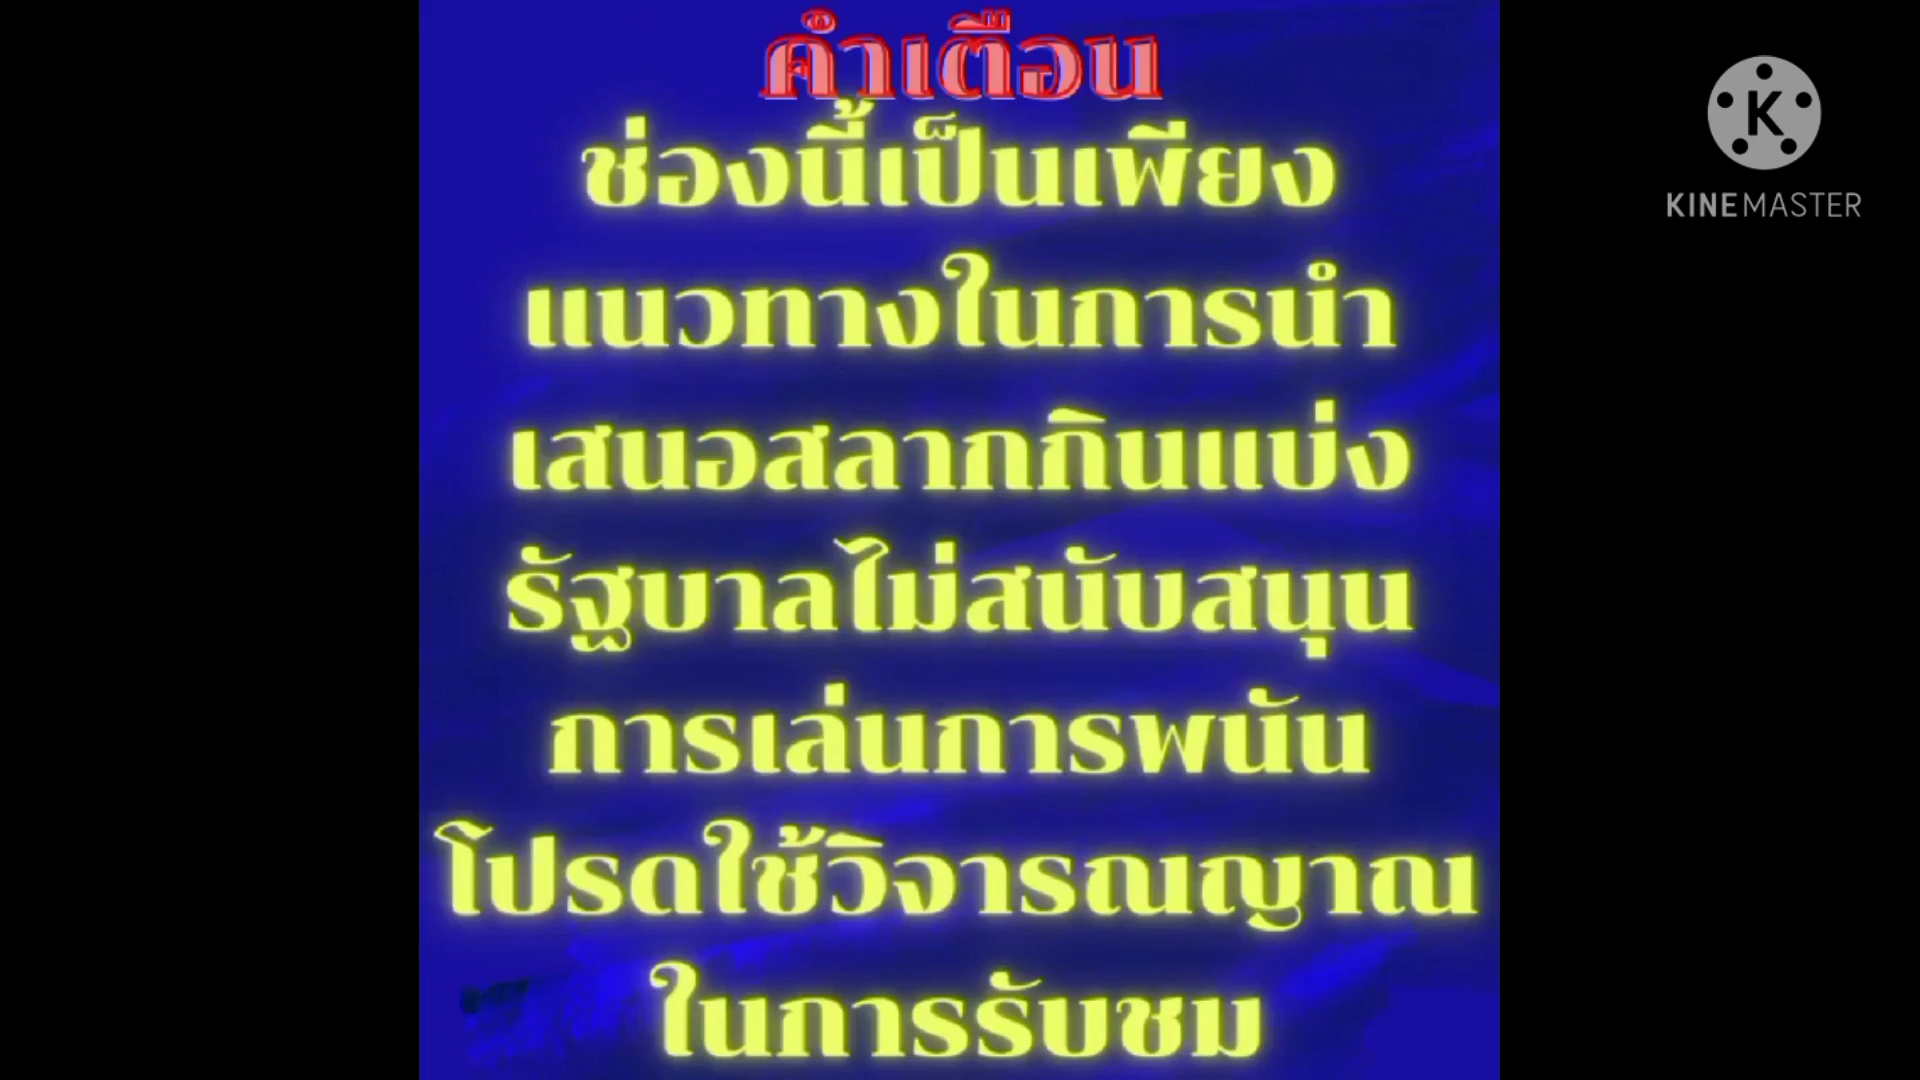 คำเตือน
ช่องนี้เป็นเพียง
แนวทางในการนำ
เสนอสลากกินแบ่ง
รัฐบาลไม่สนับสนุน
การเล่นการพนัน
โปรดใช้วิจารณญาณ
ในการรับชม
K
KINEMASTER